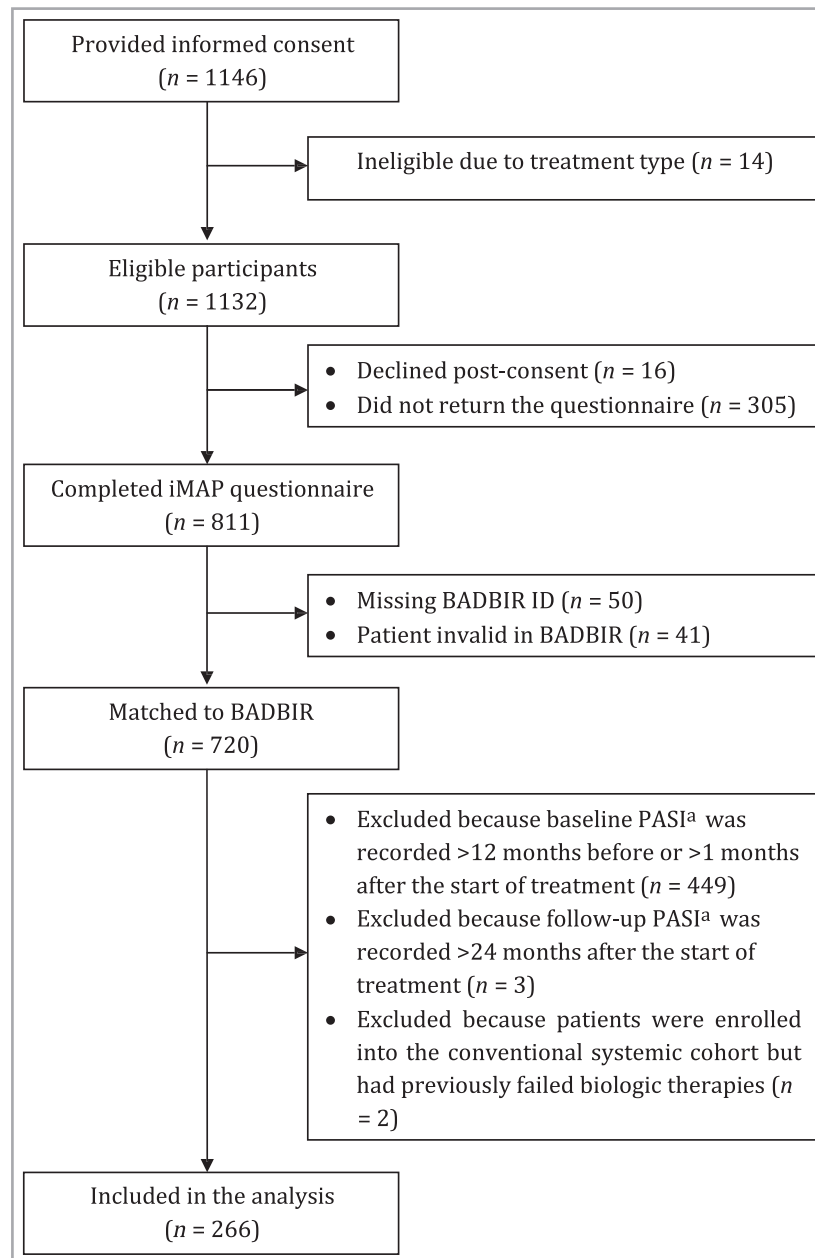 Provided informed consent
(n = 1146)
Ineligible due to treatment type (n = 14)
Eligible participants
(n = 1132)
• Declined post-consent (n = 16)
• Did not return the questionnaire (n = 305)
Completed iMAP questionnaire
(n = 811)
• Missing BADBIR ID (n = 50)
• Patient invalid in BADBIR (n = 41)
Matched to BADBIR
(n = 720)
• Excluded because baseline PASIa was
recorded >12 months before or >1 months
after the start of treatment (n = 449)
• Excluded because follow-up PASIa was
recorded >24 months after the start of
treatment (n = 3)
• Excluded because patients were enrolled
into the conventional systemic cohort but
had previously failed biologic therapies (n
= 2)
Included in the analysis
(n = 266)